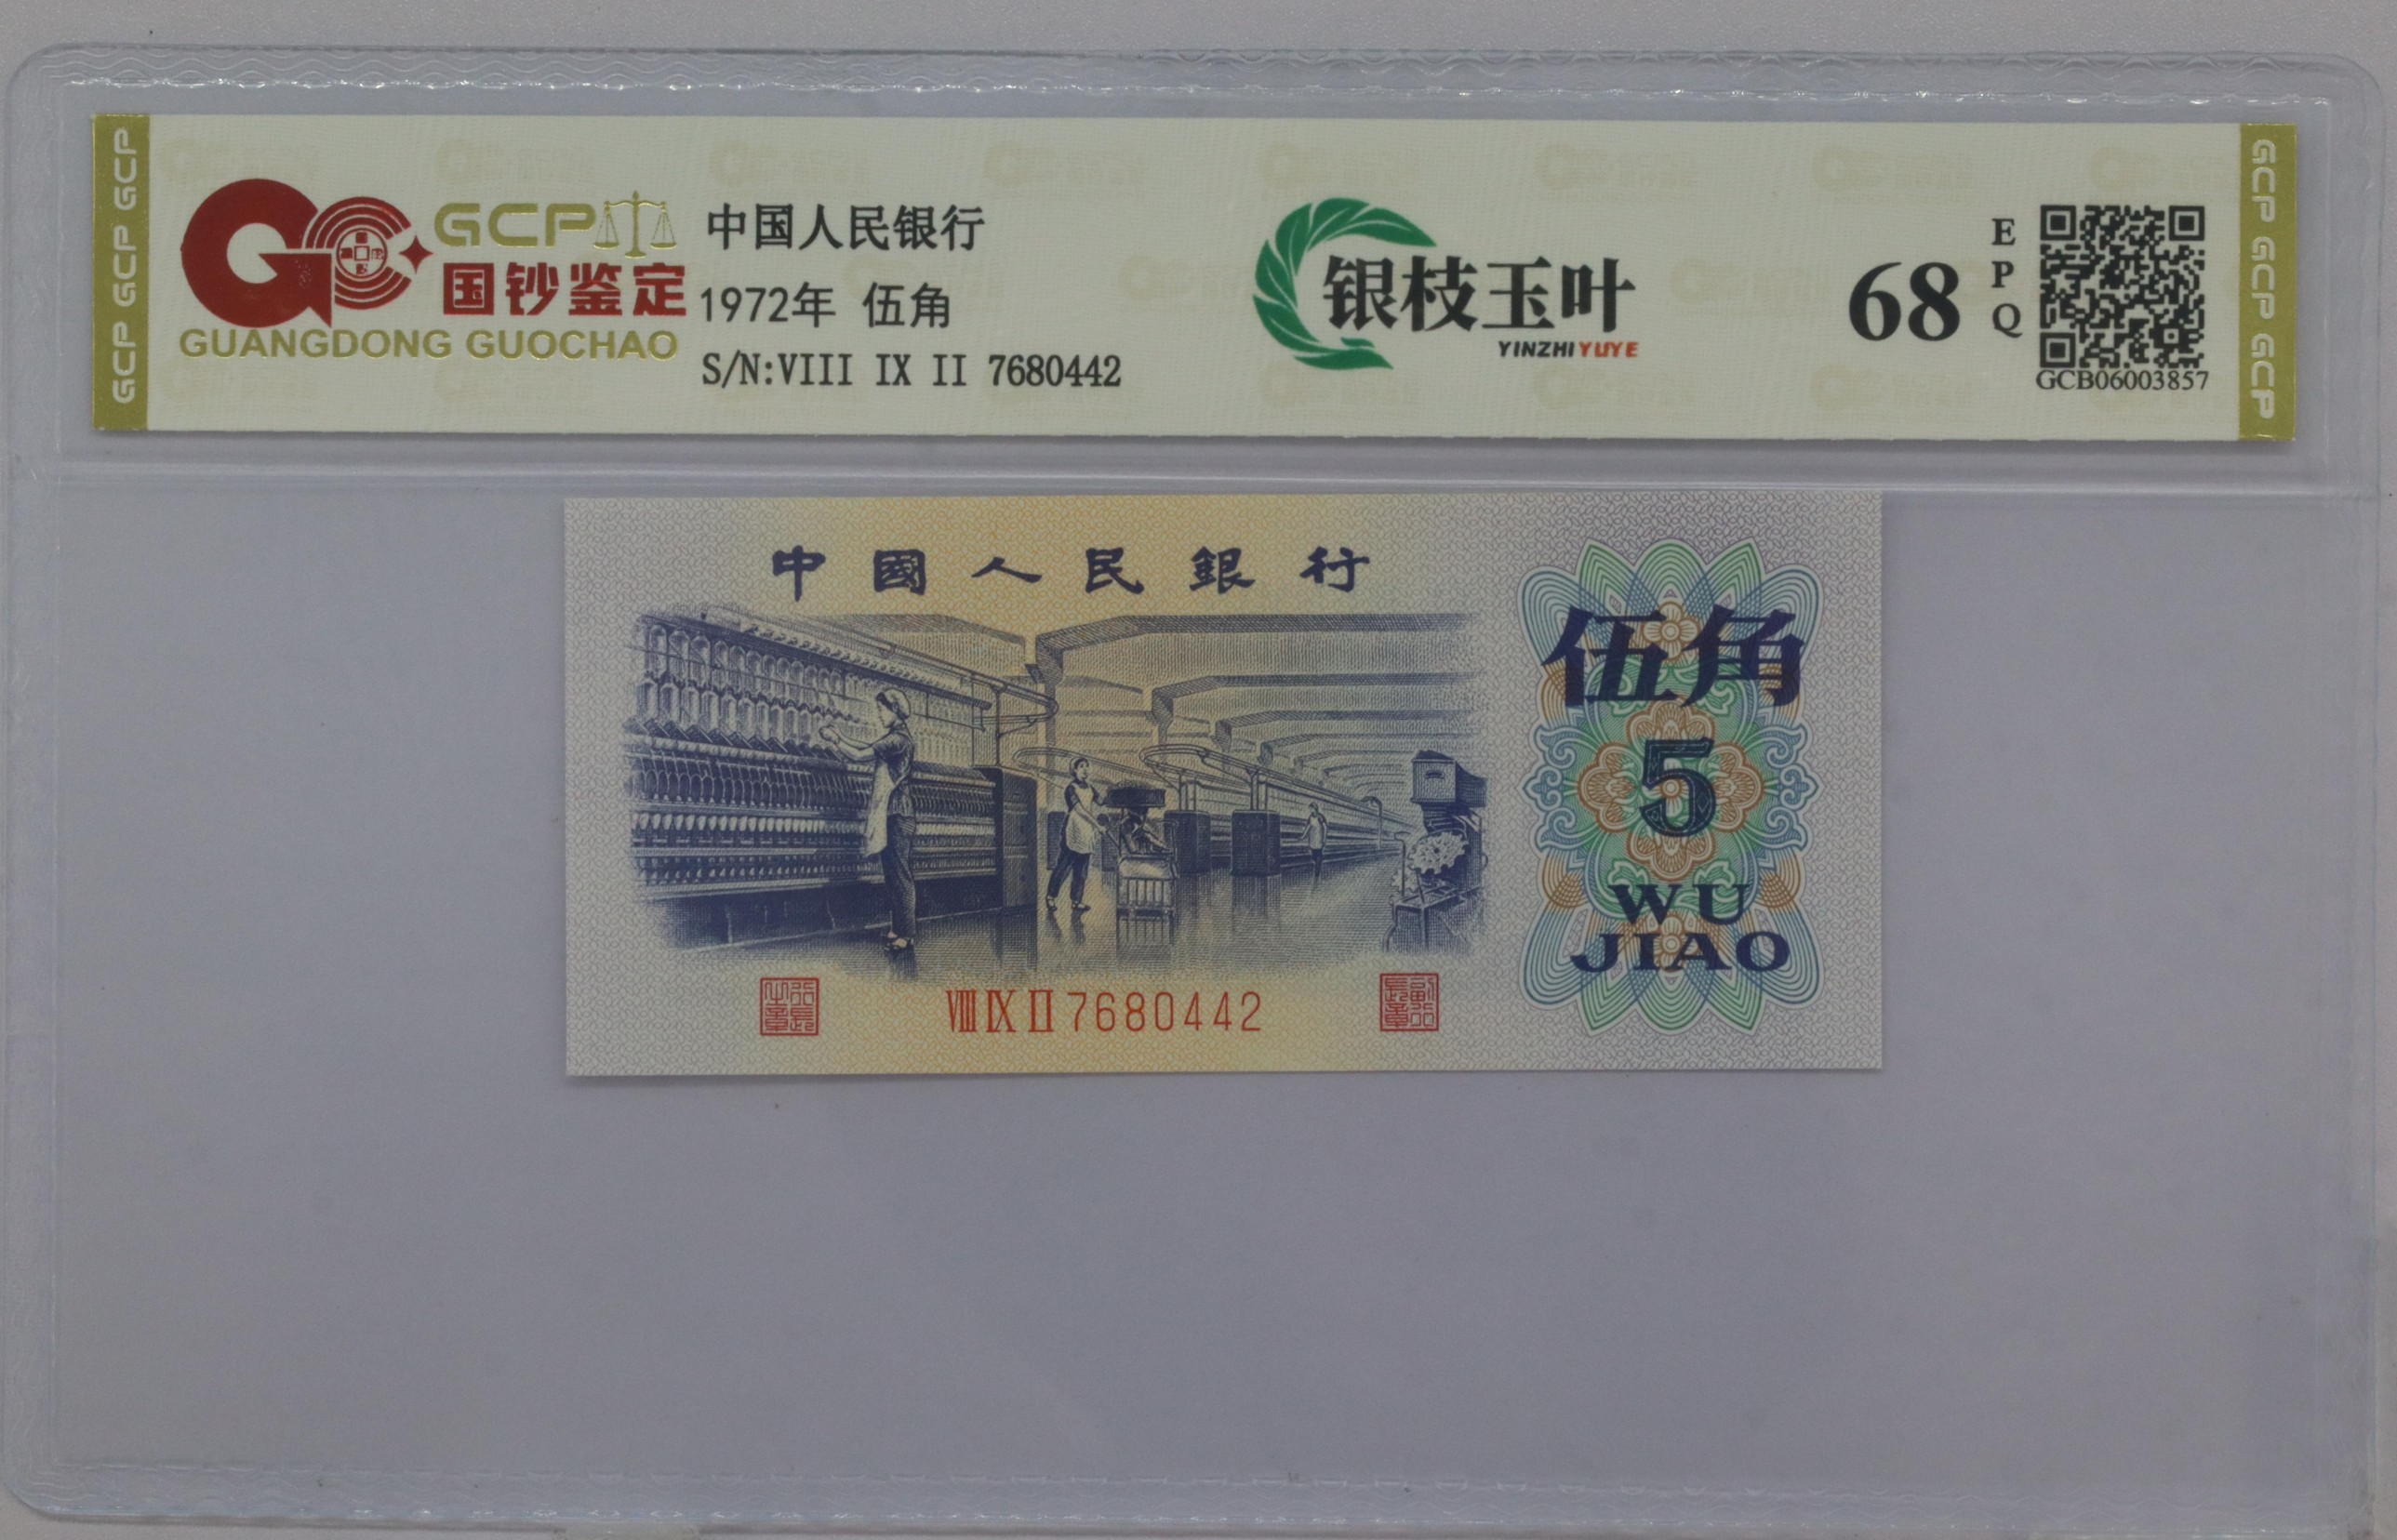 GCP GCP GCP
GCP
国钞鉴定
GUANGDONG GUOCHAO
中国人民银行
1972年 伍角
S/N:VIII IX II 7680442
银枝玉叶
YINZHI YUYE
68
EPQ
GCB06003857
GCP GCP GCP
中國人民銀行
伍角
5
WU
JIAO
VIII IX II 7680442